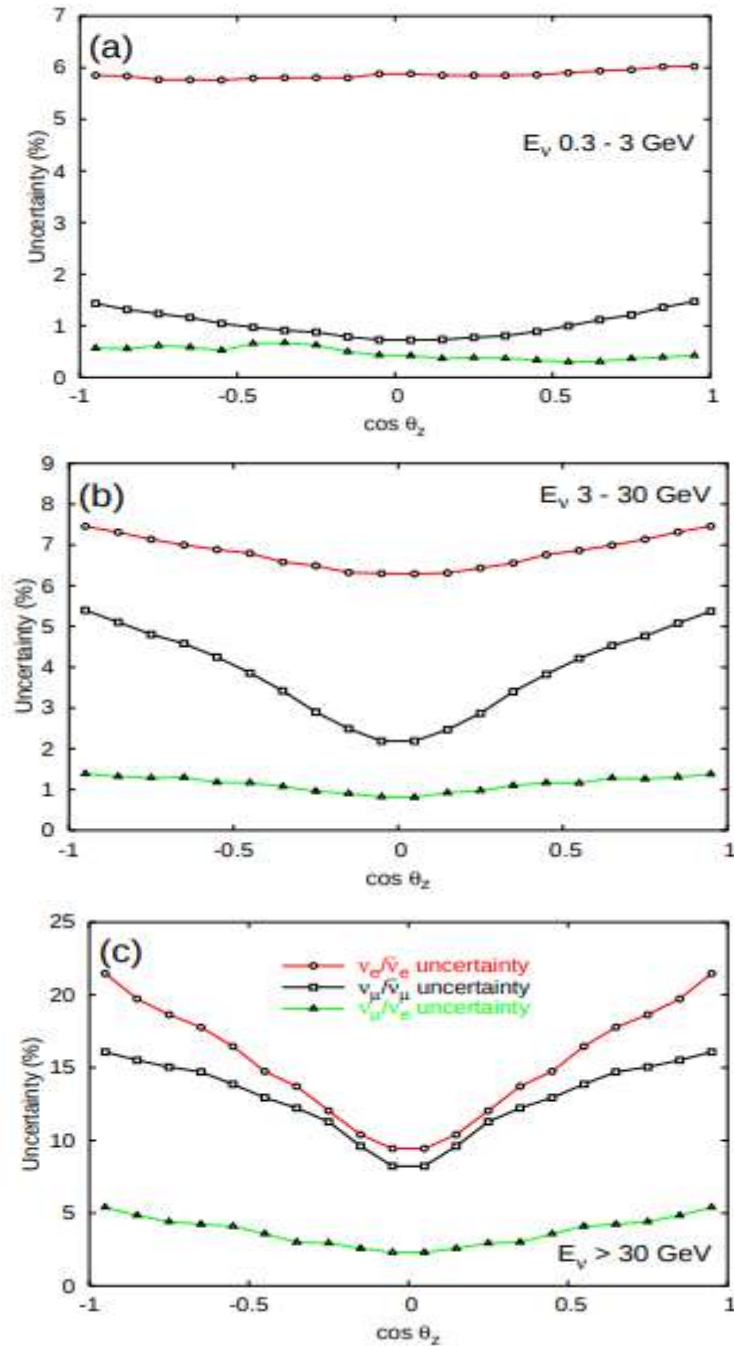 (a)
7
6
5
4
3
2
1
0
Uncertainty (%)
E_ν 0.3 - 3 GeV
-1 -0.5 0 0.5 1
cos θ_z
(b)
9
8
7
6
5
4
3
2
1
0
Uncertainty (%)
E_ν 3 - 30 GeV
-1 -0.5 0 0.5 1
cos θ_z
(c)
25
20
15
10
5
0
Uncertainty (%)
ν_e/ν̄_e uncertainty
ν_μ/ν̄_μ uncertainty
ν_μ/ν_e uncertainty
E_ν > 30 GeV
-1 -0.5 0 0.5 1
cos θ_z